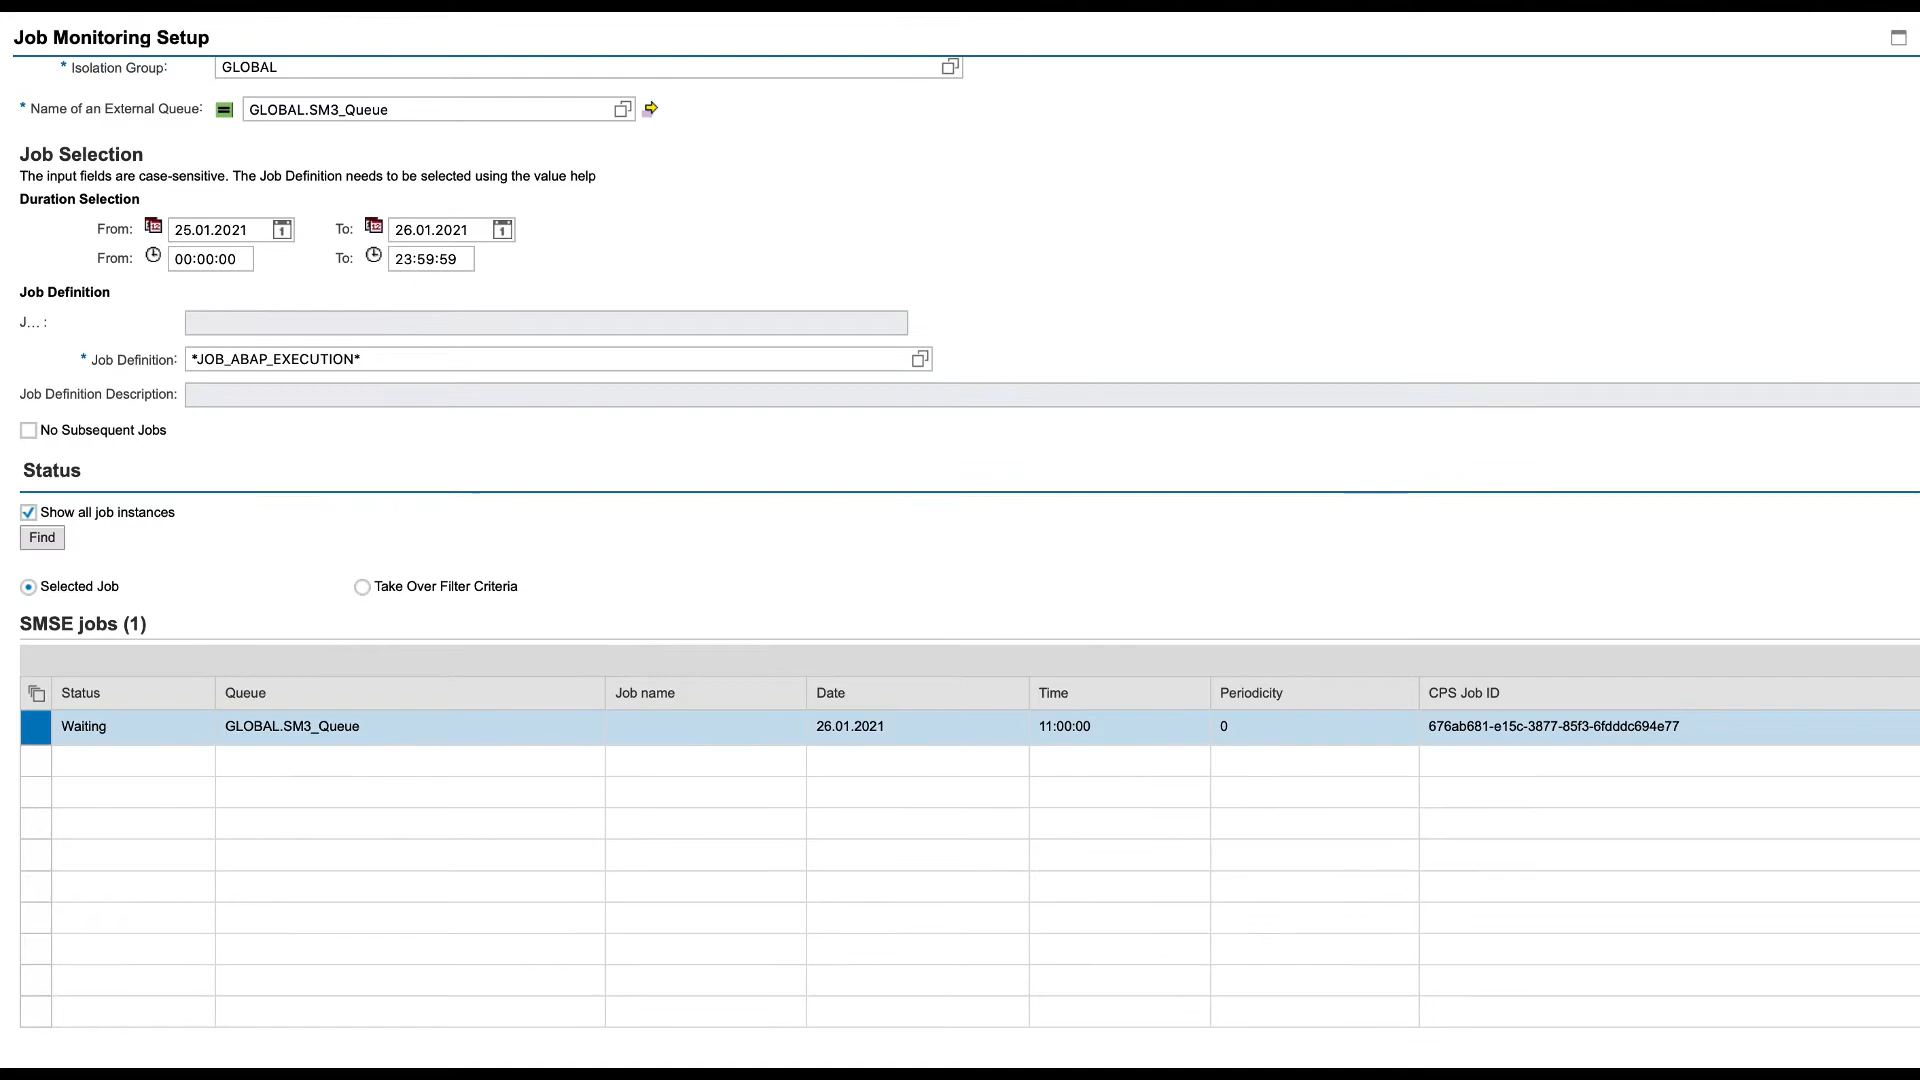 Job Monitoring Setup
* Isolation Group: GLOBAL
* Name of an External Queue: GLOBAL.SM3_Queue
Job Selection
The input fields are case-sensitive. The Job Definition needs to be selected using the value help
Duration Selection
From: 25.01.2021 To: 26.01.2021
From: 00:00:00 To: 23:59:59
Job Definition
J... :
* Job Definition: *JOB_ABAP_EXECUTION*
Job Definition Description:
No Subsequent Jobs
Status
Show all job instances
Find
Selected Job Take Over Filter Criteria
SMSE jobs (1)
Status Queue Job name Date Time Periodicity CPS Job ID
Waiting GLOBAL.SM3_Queue 26.01.2021 11:00:00 0 676ab681-e15c-3877-85f3-6fdddc694e77